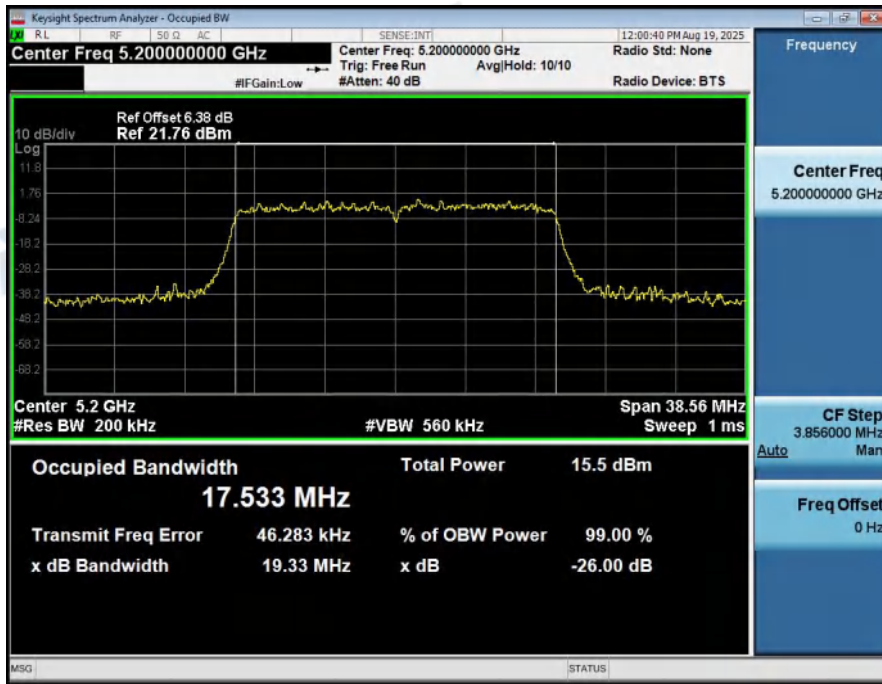 Keysight Spectrum Analyzer - Occupied BW
LXI RL RF 50 Ω AC SENSE:INT 12:00:40 PM Aug 19, 2025
Center Freq 5.200000000 GHz
Center Freq: 5.200000000 GHz
Radio Std: None
Trig: Free Run Avg|Hold: 10/10
#IFGain:Low #Atten: 40 dB Radio Device: BTS
Ref Offset 6.38 dB
10 dB/div Ref 21.76 dBm
Log
11.8
1.76
-8.24
-18.2
-28.2
-38.2
-48.2
-58.2
-68.2
Center 5.2 GHz Span 38.56 MHz
#Res BW 200 kHz #VBW 560 kHz Sweep 1 ms
Occupied Bandwidth Total Power 15.5 dBm
17.533 MHz
Transmit Freq Error 46.283 kHz % of OBW Power 99.00 %
x dB Bandwidth 19.33 MHz x dB -26.00 dB
MSG STATUS
Frequency
Center Freq
5.200000000 GHz
CF Step
3.856000 MHz
Auto Man
Freq Offset
0 Hz